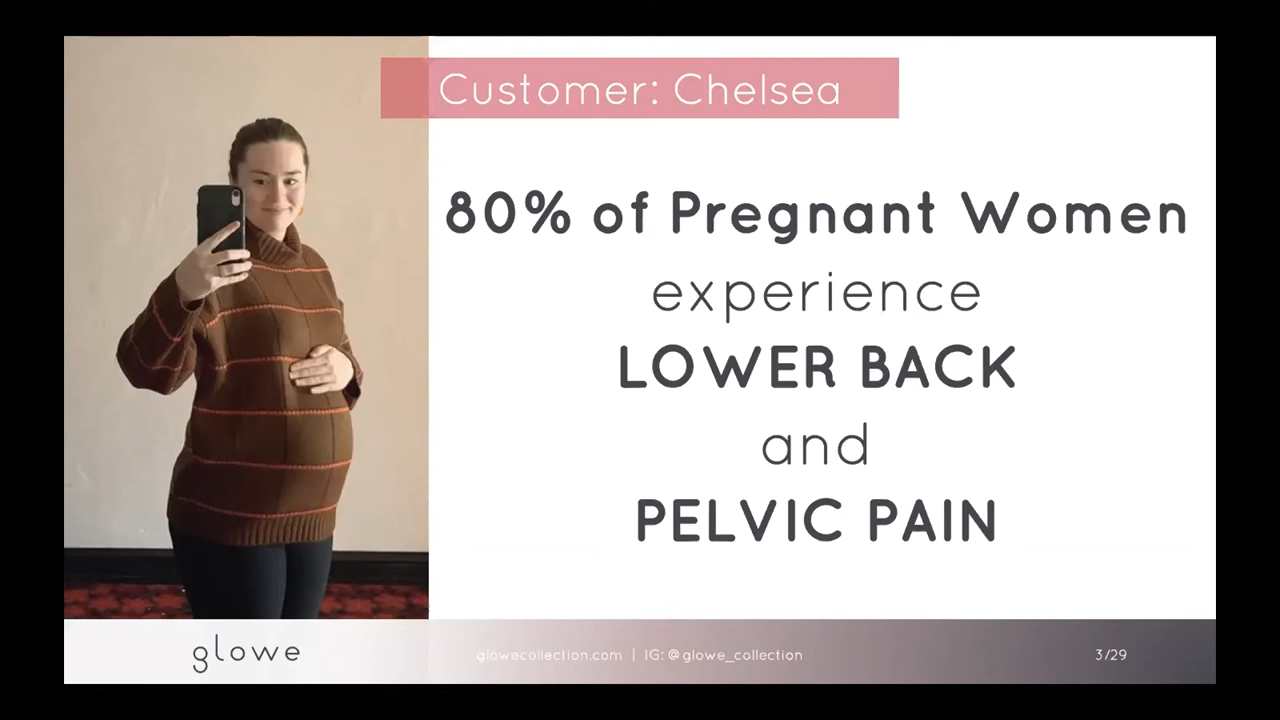 Customer: Chelsea
80% of Pregnant Women
experience
LOWER BACK
and
PELVIC PAIN
glowe
glowecollection.com | IG: @glowe_collection
3/29